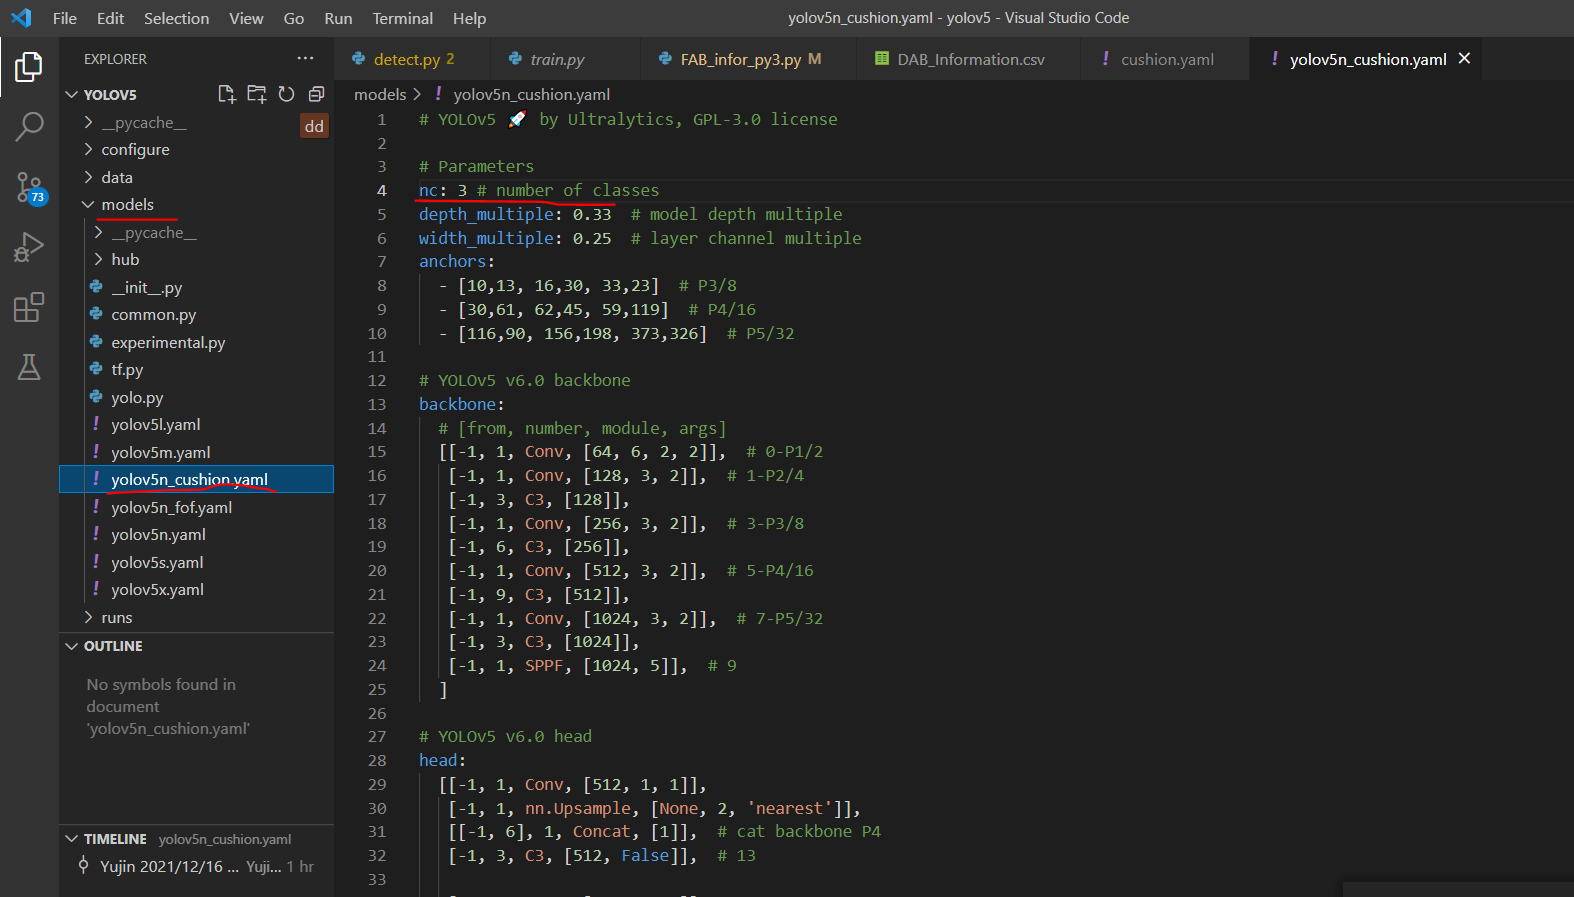 File Edit Selection View Go Run Terminal Help
yolov5n_cushion.yaml - yolov5 - Visual Studio Code
EXPLORER
YOLOV5
__pycache__
dd
configure
data
models
__pycache__
hub
__init__.py
common.py
experimental.py
tf.py
yolo.py
yolov5l.yaml
yolov5m.yaml
yolov5n_cushion.yaml
yolov5n_fof.yaml
yolov5n.yaml
yolov5s.yaml
yolov5x.yaml
runs
OUTLINE
No symbols found in
document
'yolov5n_cushion.yaml'
TIMELINE yolov5n_cushion.yaml
Yujin 2021/12/16 ... Yuji... 1 hr
73
detect.py 2
train.py
FAB_infor_py3.py M
DAB_Information.csv
! cushion.yaml
! yolov5n_cushion.yaml
models > ! yolov5n_cushion.yaml
1 # YOLOv5 🚀 by Ultralytics, GPL-3.0 license
2
3 # Parameters
4 nc: 3 # number of classes
5 depth_multiple: 0.33  # model depth multiple
6 width_multiple: 0.25  # layer channel multiple
7 anchors:
8   - [10,13, 16,30, 33,23]  # P3/8
9   - [30,61, 62,45, 59,119]  # P4/16
10   - [116,90, 156,198, 373,326]  # P5/32
11
12 # YOLOv5 v6.0 backbone
13 backbone:
14   # [from, number, module, args]
15   [[-1, 1, Conv, [64, 6, 2, 2]],  # 0-P1/2
16    [-1, 1, Conv, [128, 3, 2]],  # 1-P2/4
17    [-1, 3, C3, [128]],
18    [-1, 1, Conv, [256, 3, 2]],  # 3-P3/8
19    [-1, 6, C3, [256]],
20    [-1, 1, Conv, [512, 3, 2]],  # 5-P4/16
21    [-1, 9, C3, [512]],
22    [-1, 1, Conv, [1024, 3, 2]],  # 7-P5/32
23    [-1, 3, C3, [1024]],
24    [-1, 1, SPPF, [1024, 5]],  # 9
25   ]
26
27 # YOLOv5 v6.0 head
28 head:
29   [[-1, 1, Conv, [512, 1, 1]],
30    [-1, 1, nn.Upsample, [None, 2, 'nearest']],
31    [[-1, 6], 1, Concat, [1]],  # cat backbone P4
32    [-1, 3, C3, [512, False]],  # 13
33